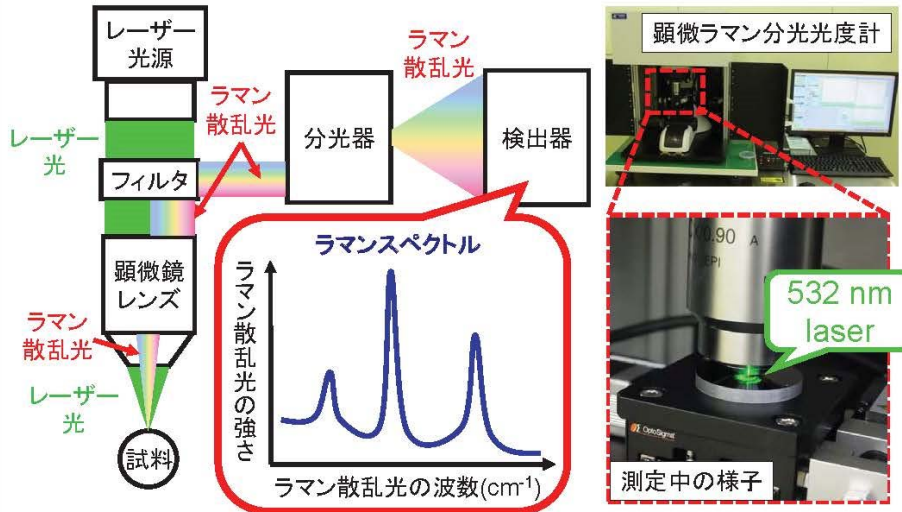 レーザー
光源
レーザー
光
ラマン
散乱光
フィルタ
分光器
ラマン
散乱光
検出器
顕微鏡
レンズ
ラマン
散乱光
レーザー
光
試料
ラマンスペクトル
ラマン散乱光の強さ
ラマン散乱光の波数(cm⁻¹)
顕微ラマン分光光度計
0.90 A
EPI
532 nm
laser
OptoSigma
測定中の様子